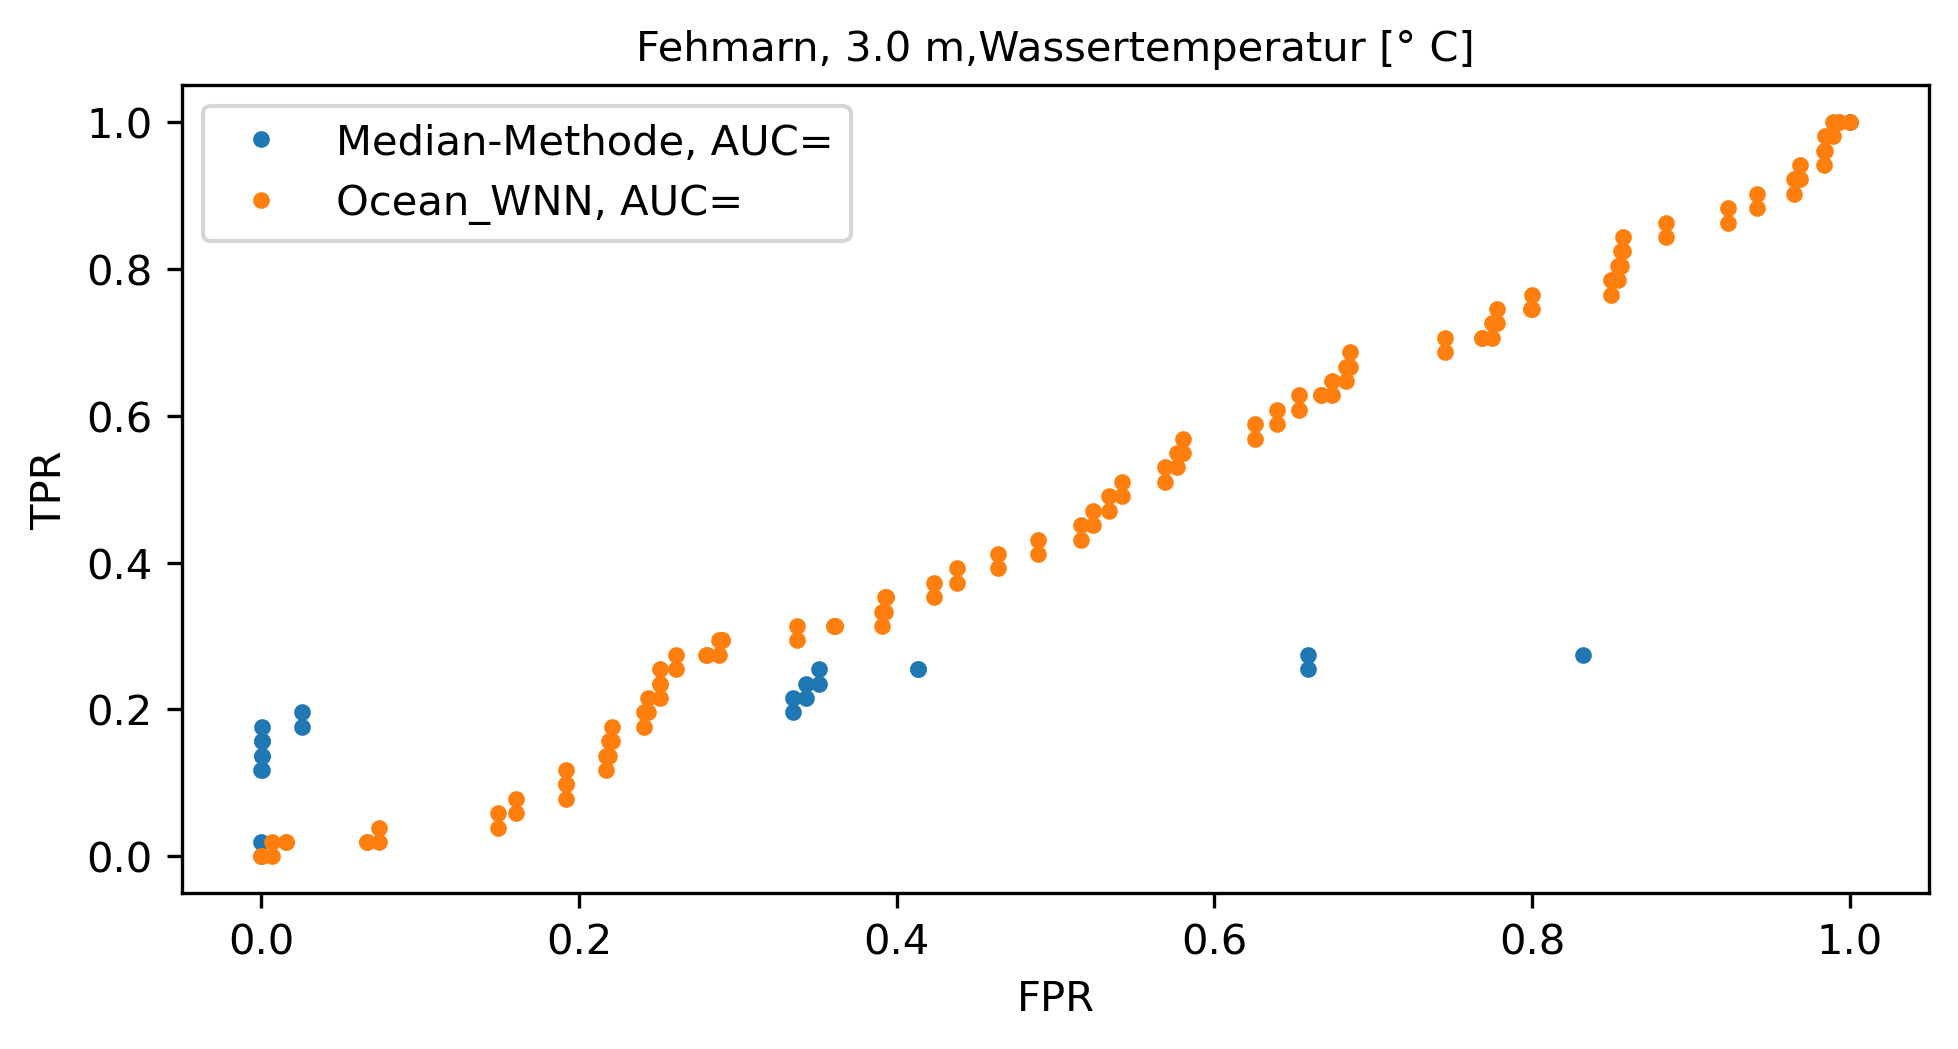 Fehmarn, 3.0 m,Wassertemperatur [° C]
Median-Methode, AUC=
Ocean_WNN, AUC=
1.0
0.8
0.6
0.4
0.2
0.0
TPR
0.0 0.2 0.4 0.6 0.8 1.0
FPR